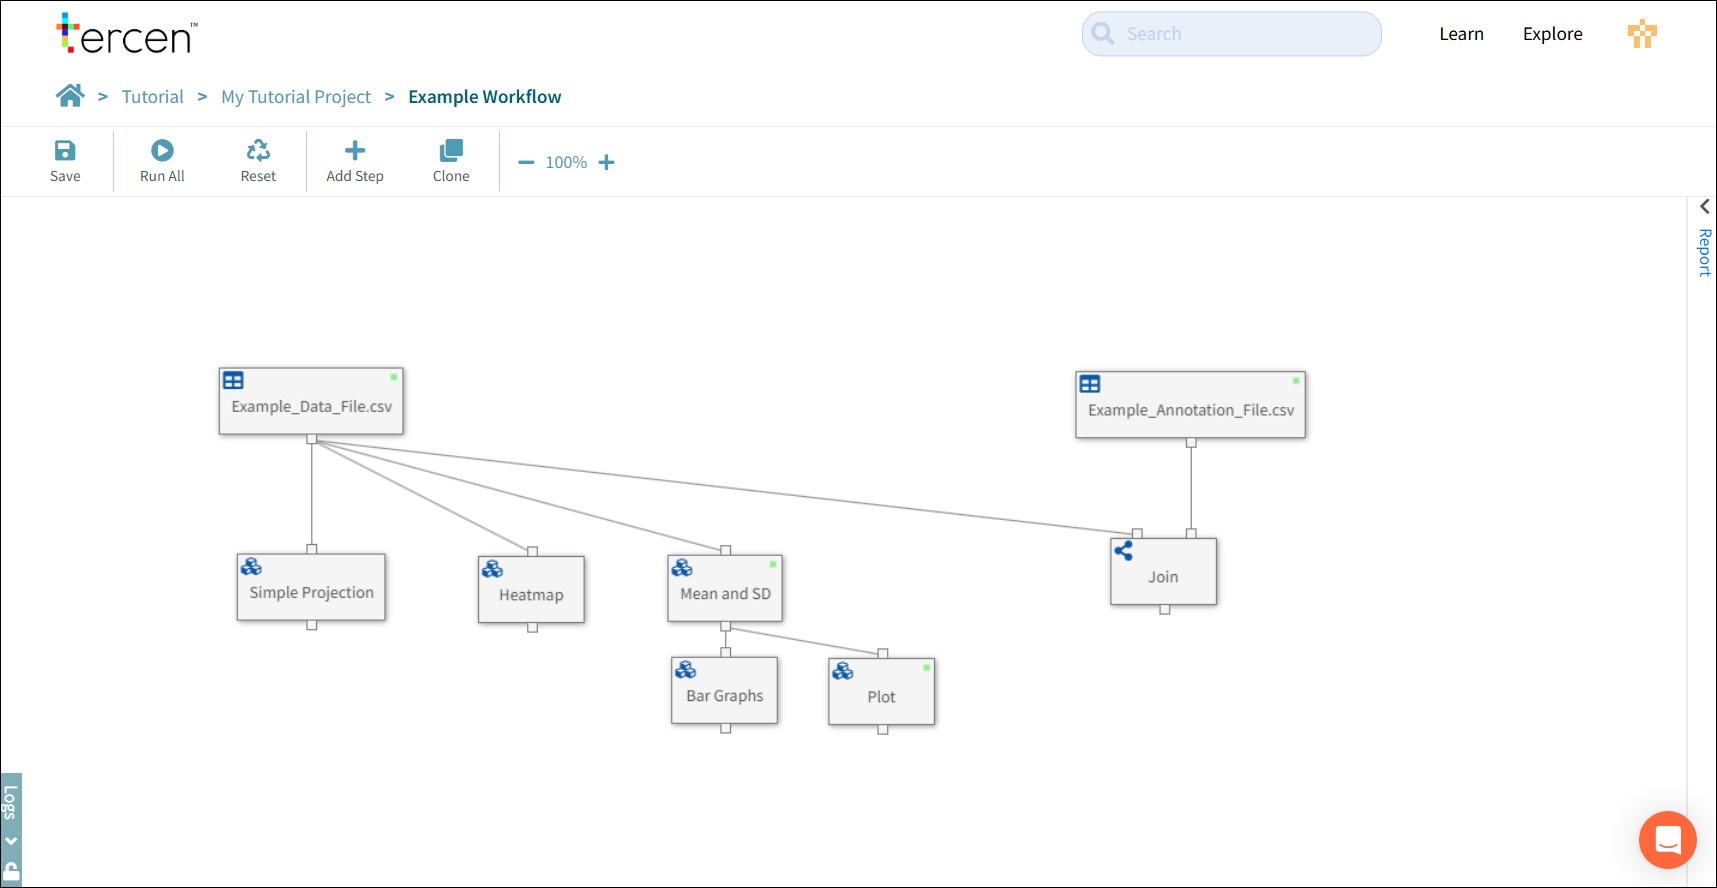 tercen™
Search
Learn
Explore
> Tutorial > My Tutorial Project > Example Workflow
Save
Run All
Reset
Add Step
Clone
100%
Report
Example_Data_File.csv
Example_Annotation_File.csv
Simple Projection
Heatmap
Mean and SD
Join
Bar Graphs
Plot
Logs